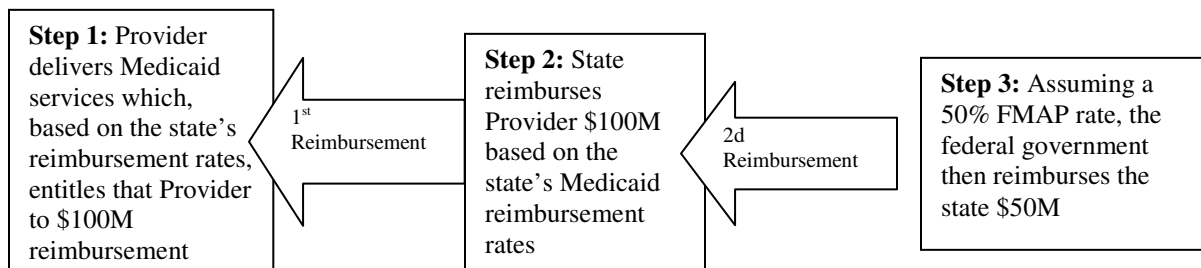 Step 1: Provider
delivers Medicaid
services which,
based on the state's
reimbursement rates,
entitles that Provider
to $100M
reimbursement
1st
Reimbursement
Step 2: State
reimburses
Provider $100M
based on the
state's Medicaid
reimbursement
rates
2d
Reimbursement
Step 3: Assuming a
50% FMAP rate, the
federal government
then reimburses the
state $50M